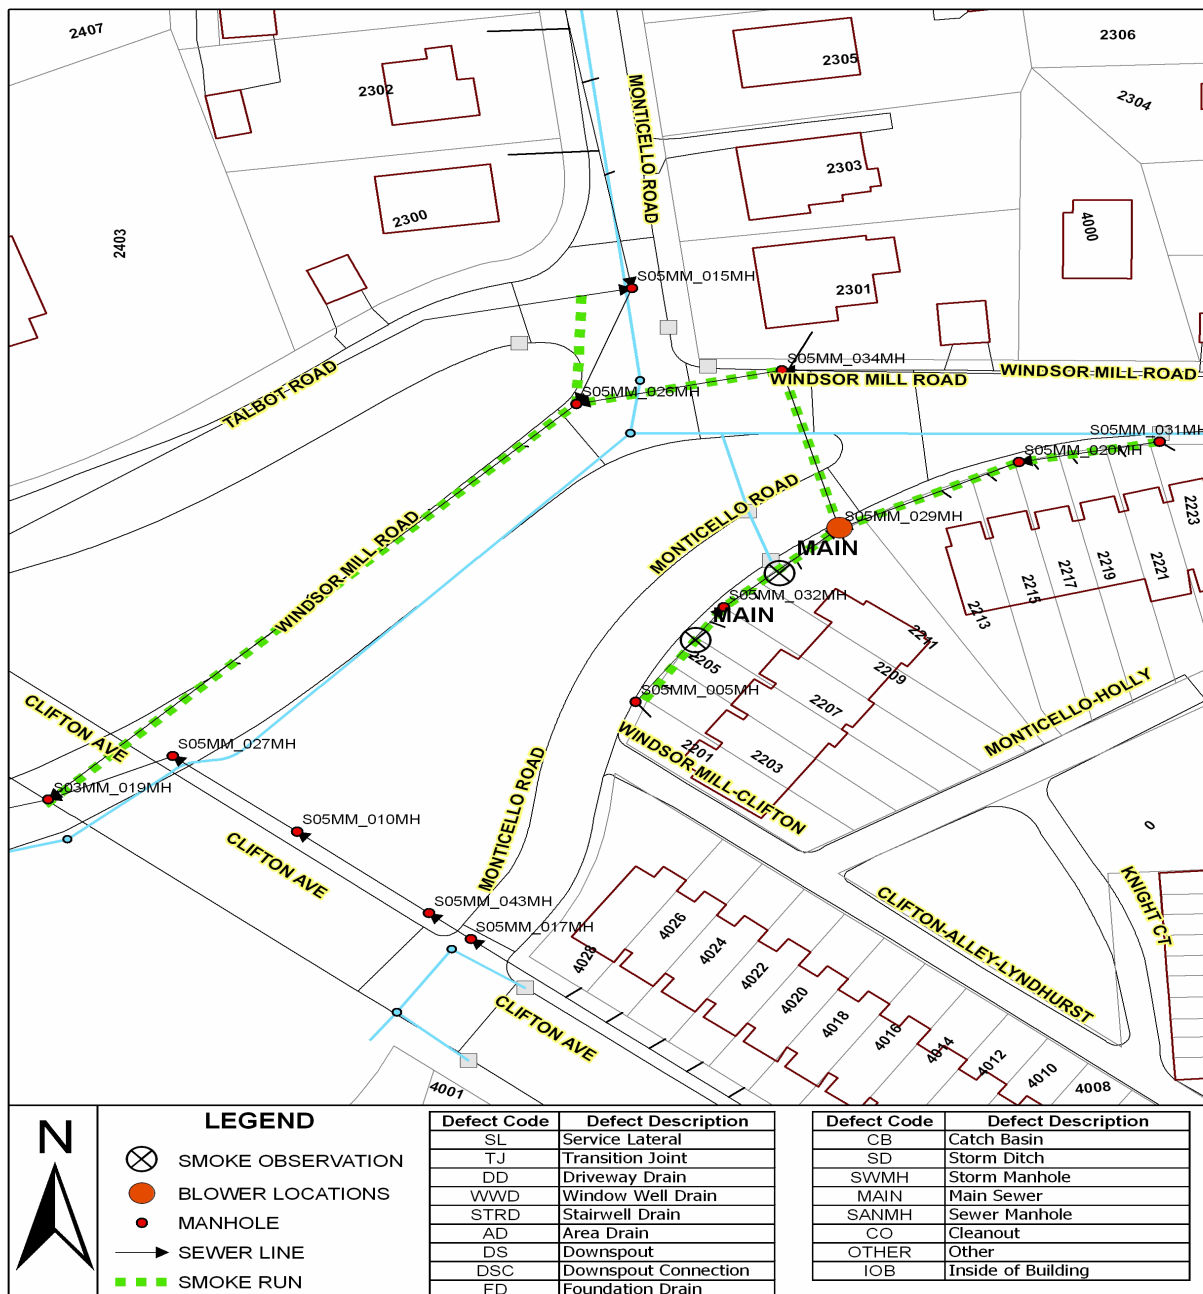 2407
2306
2305
2302
2304
MONTICELLO ROAD
2303
2300
4000
2403
S05MM_015MH
2301
S05MM_034MH
WINDSOR MILL ROAD
WINDSOR MILL ROAD
TALBOT ROAD
S05MM_026MH
S05MM_031MH
S05MM_020MH
MONTICELLO ROAD
2223
S05MM_029MH
WINDSOR MILL ROAD
MAIN
2221
2219
2217
2215
2213
S05MM_032MH
MAIN
2211
2205
2209
S05MM_005MH
2207
MONTICELLO-HOLLY
CLIFTON AVE
WINDSOR-MILL-CLIFTON
2201
2203
S05MM_027MH
MONTICELLO ROAD
S03MM_019MH
S05MM_010MH
0
CLIFTON AVE
KNIGHT CT
S05MM_043MH
CLIFTON-ALLEY-LYNDHURST
S05MM_017MH
4026
4024
4028
4022
4020
4018
4016
4014
4012
4010
4008
CLIFTON AVE
4001
N
LEGEND
SMOKE OBSERVATION
BLOWER LOCATIONS
MANHOLE
SEWER LINE
SMOKE RUN
Defect Code Defect Description
SL Service Lateral
TJ Transition Joint
DD Driveway Drain
WWD Window Well Drain
STRD Stairwell Drain
AD Area Drain
DS Downspout
DSC Downspout Connection
FD Foundation Drain
Defect Code Defect Description
CB Catch Basin
SD Storm Ditch
SWMH Storm Manhole
MAIN Main Sewer
SANMH Sewer Manhole
CO Cleanout
OTHER Other
IOB Inside of Building